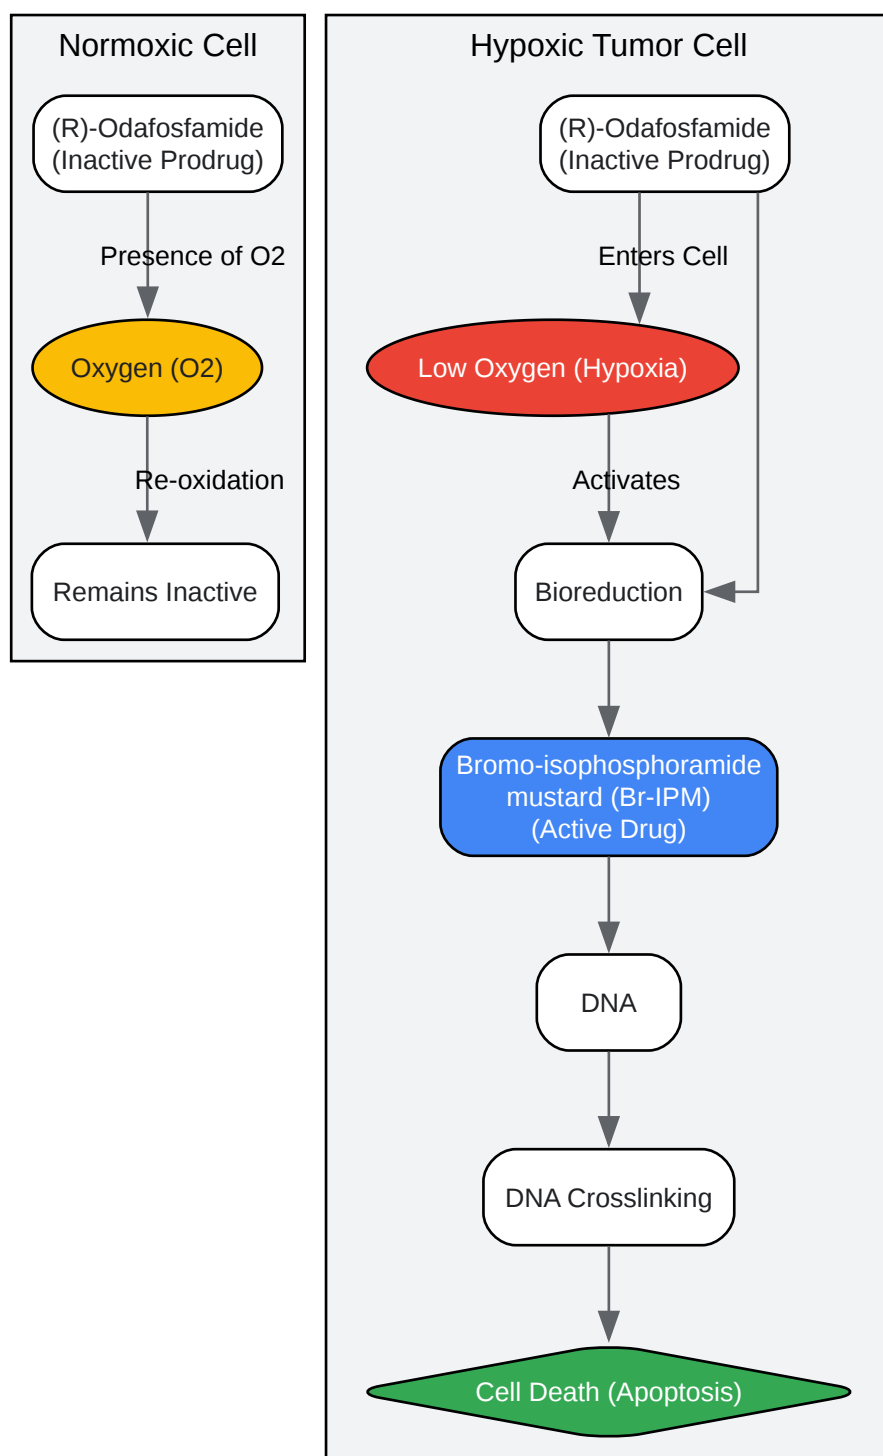 Normoxic Cell
(R)-Odafosfamide
(Inactive Prodrug)
Presence of O2
Oxygen (O2)
Re-oxidation
Remains Inactive
Hypoxic Tumor Cell
(R)-Odafosfamide
(Inactive Prodrug)
Enters Cell
Low Oxygen (Hypoxia)
Activates
Bioreduction
Bromo-isophosphoramide
mustard (Br-IPM)
(Active Drug)
DNA
DNA Crosslinking
Cell Death (Apoptosis)